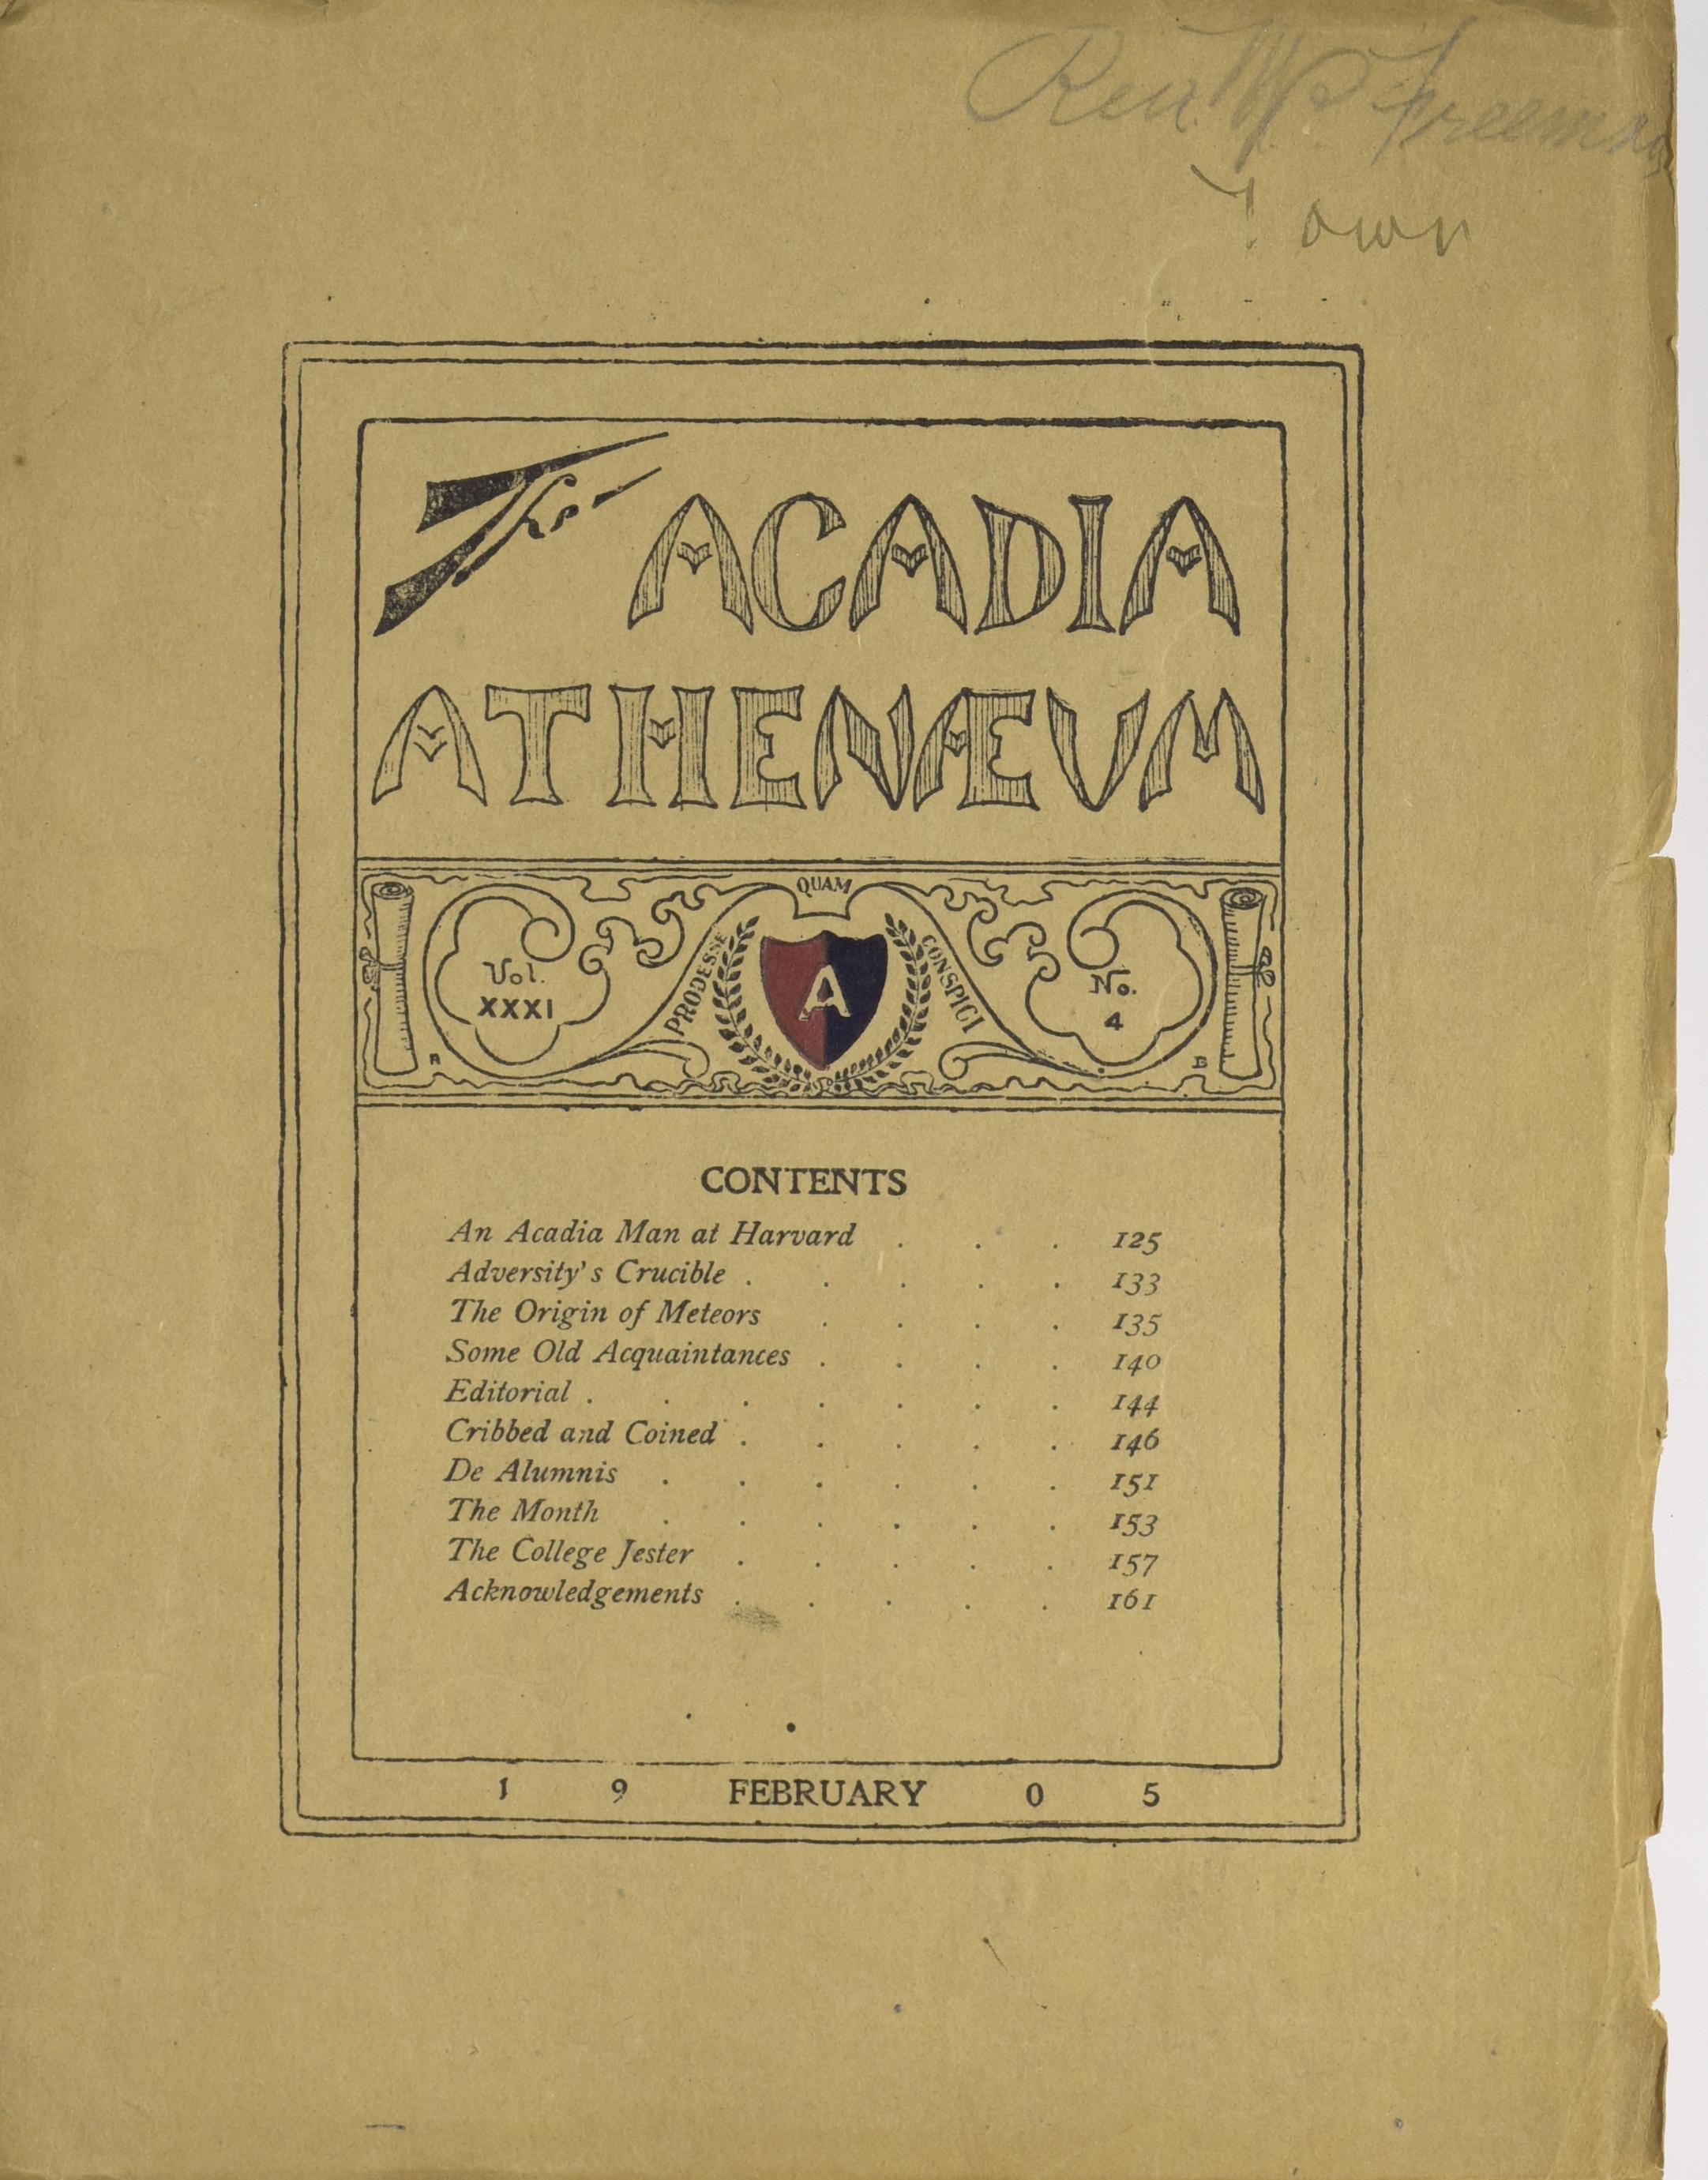 Rev. W P Freeman
Town
The ACADIA
ATHENÆUM
QUAM
PRODESSE
CONSPICI
Vol.
XXXI
A
No.
4
R
B
CONTENTS
An Acadia Man at Harvard . . . 125
Adversity's Crucible . . . . . 133
The Origin of Meteors . . . . 135
Some Old Acquaintances . . . . 140
Editorial . . . . . . . 144
Cribbed and Coined . . . . . 146
De Alumnis . . . . . . 151
The Month . . . . . . 153
The College Jester . . . . . 157
Acknowledgements . . . . . 161
1 9 FEBRUARY 0 5